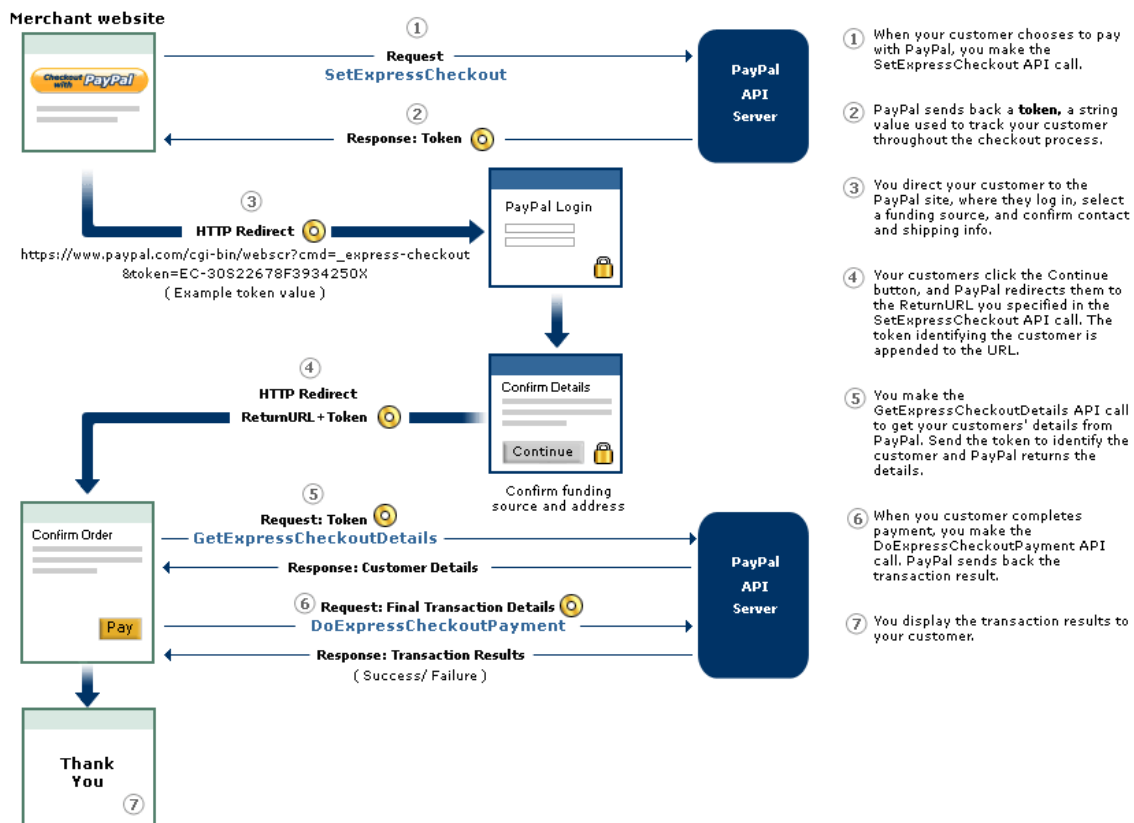 Merchant website
Checkout
with PayPal
1
Request
SetExpressCheckout
2
Response: Token
PayPal
API
Server
3
HTTP Redirect
https://www.paypal.com/cgi-bin/webscr?cmd=_express-checkout
&token=EC-30S22678F3934250X
( Example token value )
PayPal Login
4
HTTP Redirect
ReturnURL+Token
Confirm Details
Continue
Confirm funding
source and address
Confirm Order
Pay
5
Request: Token
GetExpressCheckoutDetails
Response: Customer Details
6
Request: Final Transaction Details
DoExpressCheckoutPayment
Response: Transaction Results
( Success/ Failure )
PayPal
API
Server
Thank
You
7
1 When your customer chooses to pay
with PayPal, you make the
SetExpressCheckout API call.
2 PayPal sends back a token, a string
value used to track your customer
throughout the checkout process.
3 You direct your customer to the
PayPal site, where they log in, select
a funding source, and confirm contact
and shipping info.
4 Your customers click the Continue
button, and PayPal redirects them to
the ReturnURL you specified in the
SetExpressCheckout API call. The
token identifying the customer is
appended to the URL.
5 You make the
GetExpressCheckoutDetails API call
to get your customers' details from
PayPal. Send the token to identify the
customer and PayPal returns the
details.
6 When you customer completes
payment, you make the
DoExpressCheckoutPayment API
call. PayPal sends back the
transaction result.
7 You display the transaction results to
your customer.